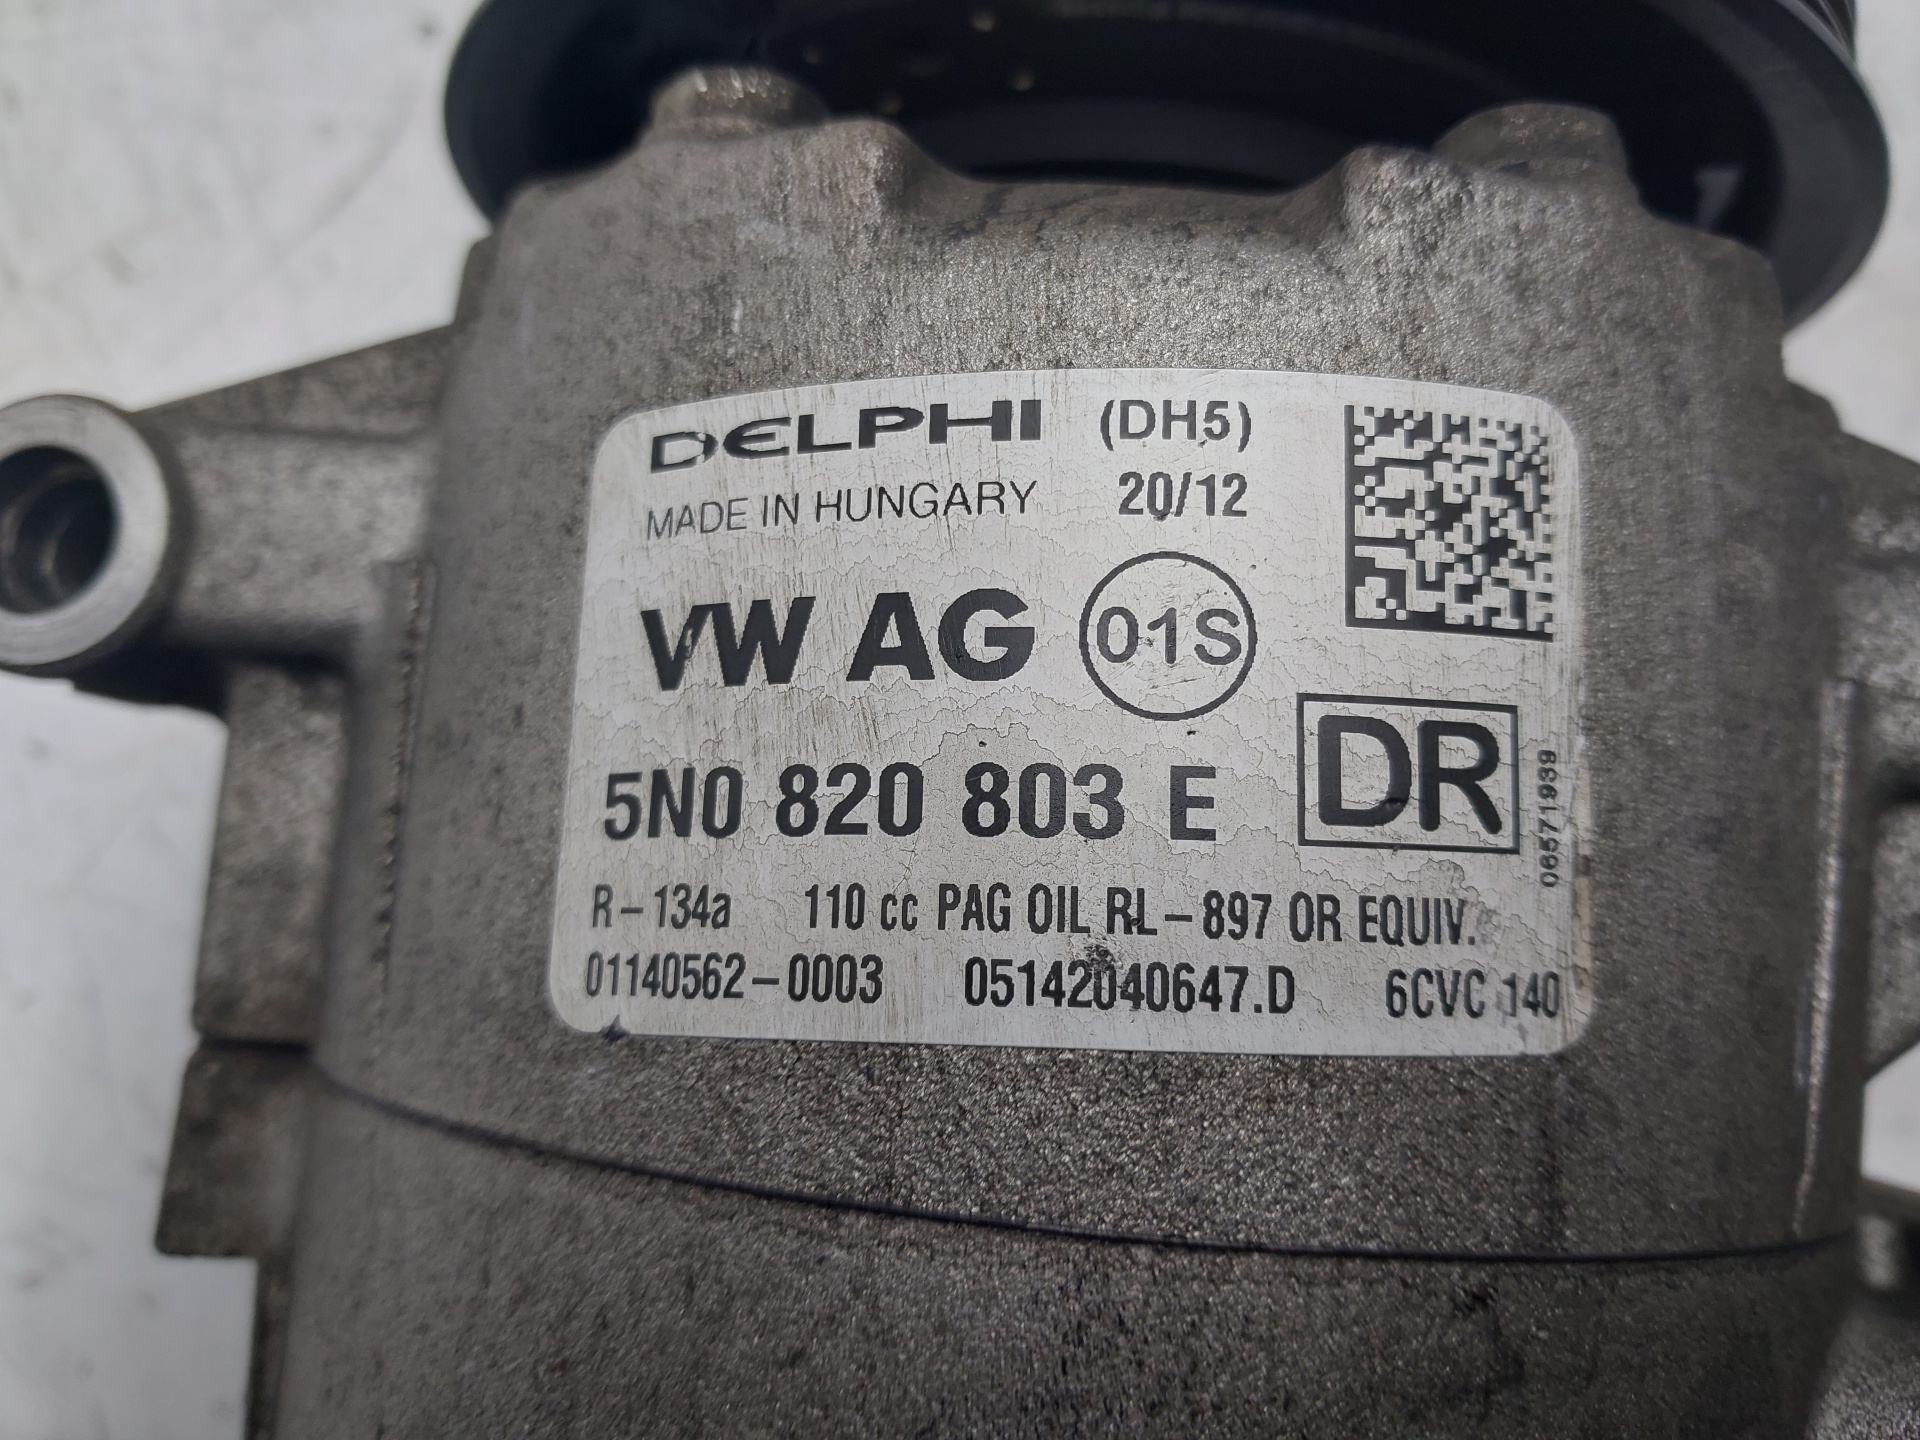 DELPHI (DH5)
MADE IN HUNGARY 20/12
VW AG 01S
5N0 820 803 E DR
06571939
R-134a 110 cc PAG OIL RL-897 OR EQUIV.
01140562-0003 05142040647.D 6CVC 140